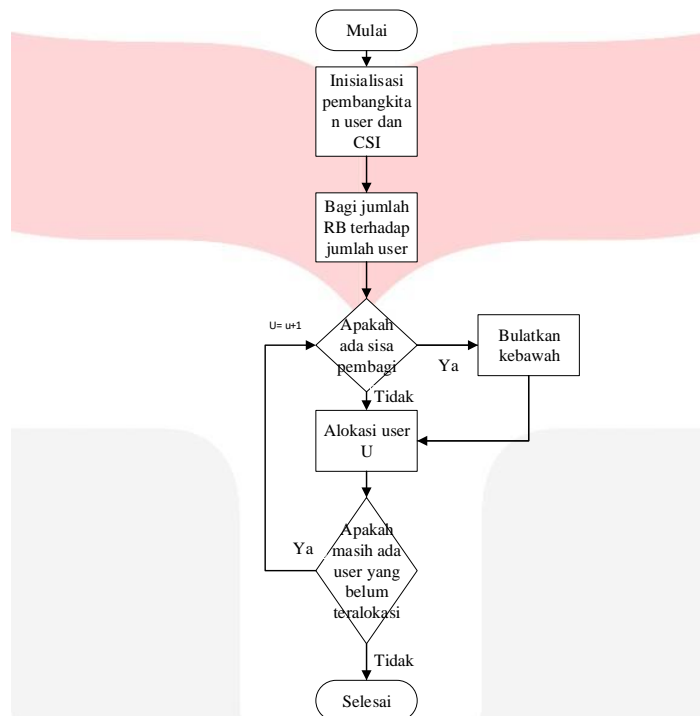 Mulai
Inisialisasi
pembangkita
n user dan
CSI
Bagi jumlah
RB terhadap
jumlah user
U= u+1
Apakah
ada sisa
pembagi
Ya
Bulatkan
kebawah
Tidak
Alokasi user
U
Apakah
masih ada
user yang
belum
teralokasi
Ya
Tidak
Selesai